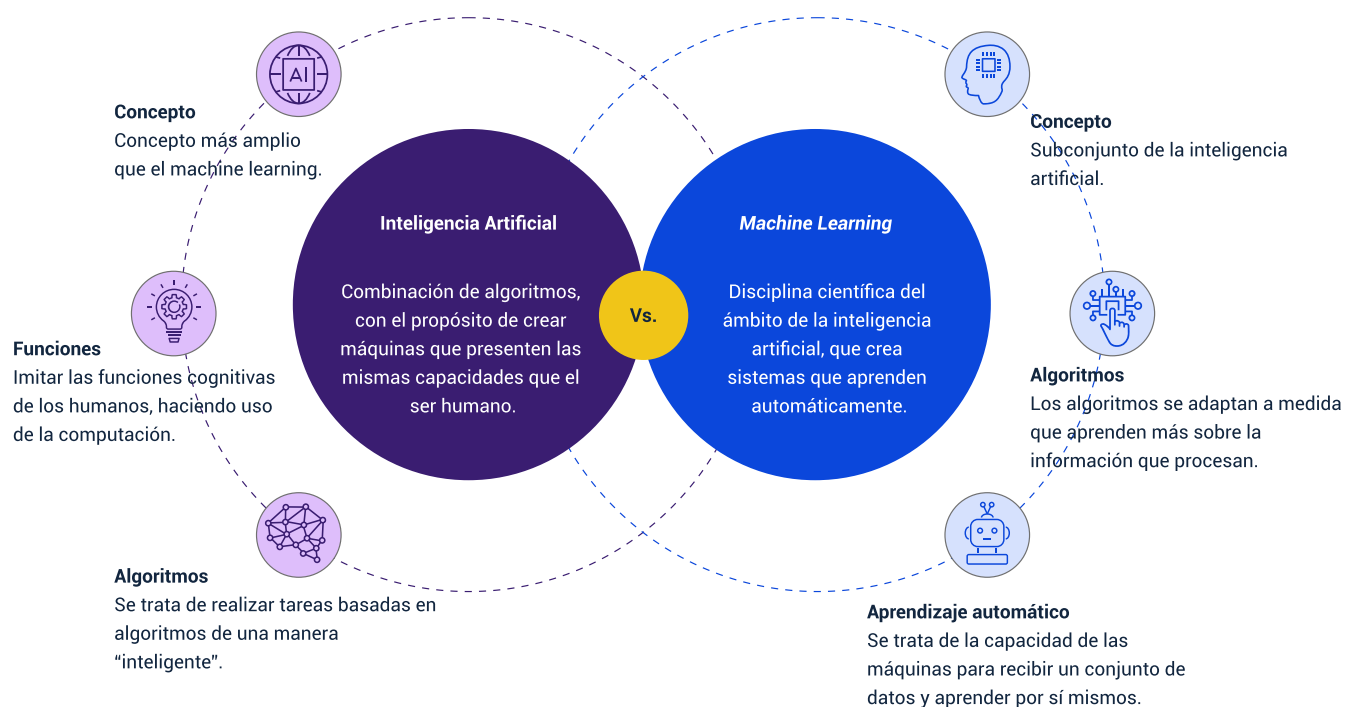 AI
Concepto
Concepto más amplio
que el machine learning.
Funciones
Imitar las funciones cognitivas
de los humanos, haciendo uso
de la computación.
Algoritmos
Se trata de realizar tareas basadas en
algoritmos de una manera
“inteligente”.
Inteligencia Artificial
Combinación de algoritmos,
con el propósito de crear
máquinas que presenten las
mismas capacidades que el
ser humano.
Vs.
Machine Learning
Disciplina científica del
ámbito de la inteligencia
artificial, que crea
sistemas que aprenden
automáticamente.
Concepto
Subconjunto de la inteligencia
artificial.
Algoritmos
Los algoritmos se adaptan a medida
que aprenden más sobre la
información que procesan.
Aprendizaje automático
Se trata de la capacidad de las
máquinas para recibir un conjunto de
datos y aprender por sí mismos.